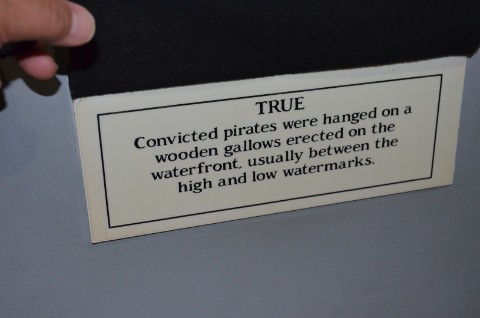 TRUE
Convicted pirates were hanged on a
wooden gallows erected on the
waterfront, usually between the
high and low watermarks.